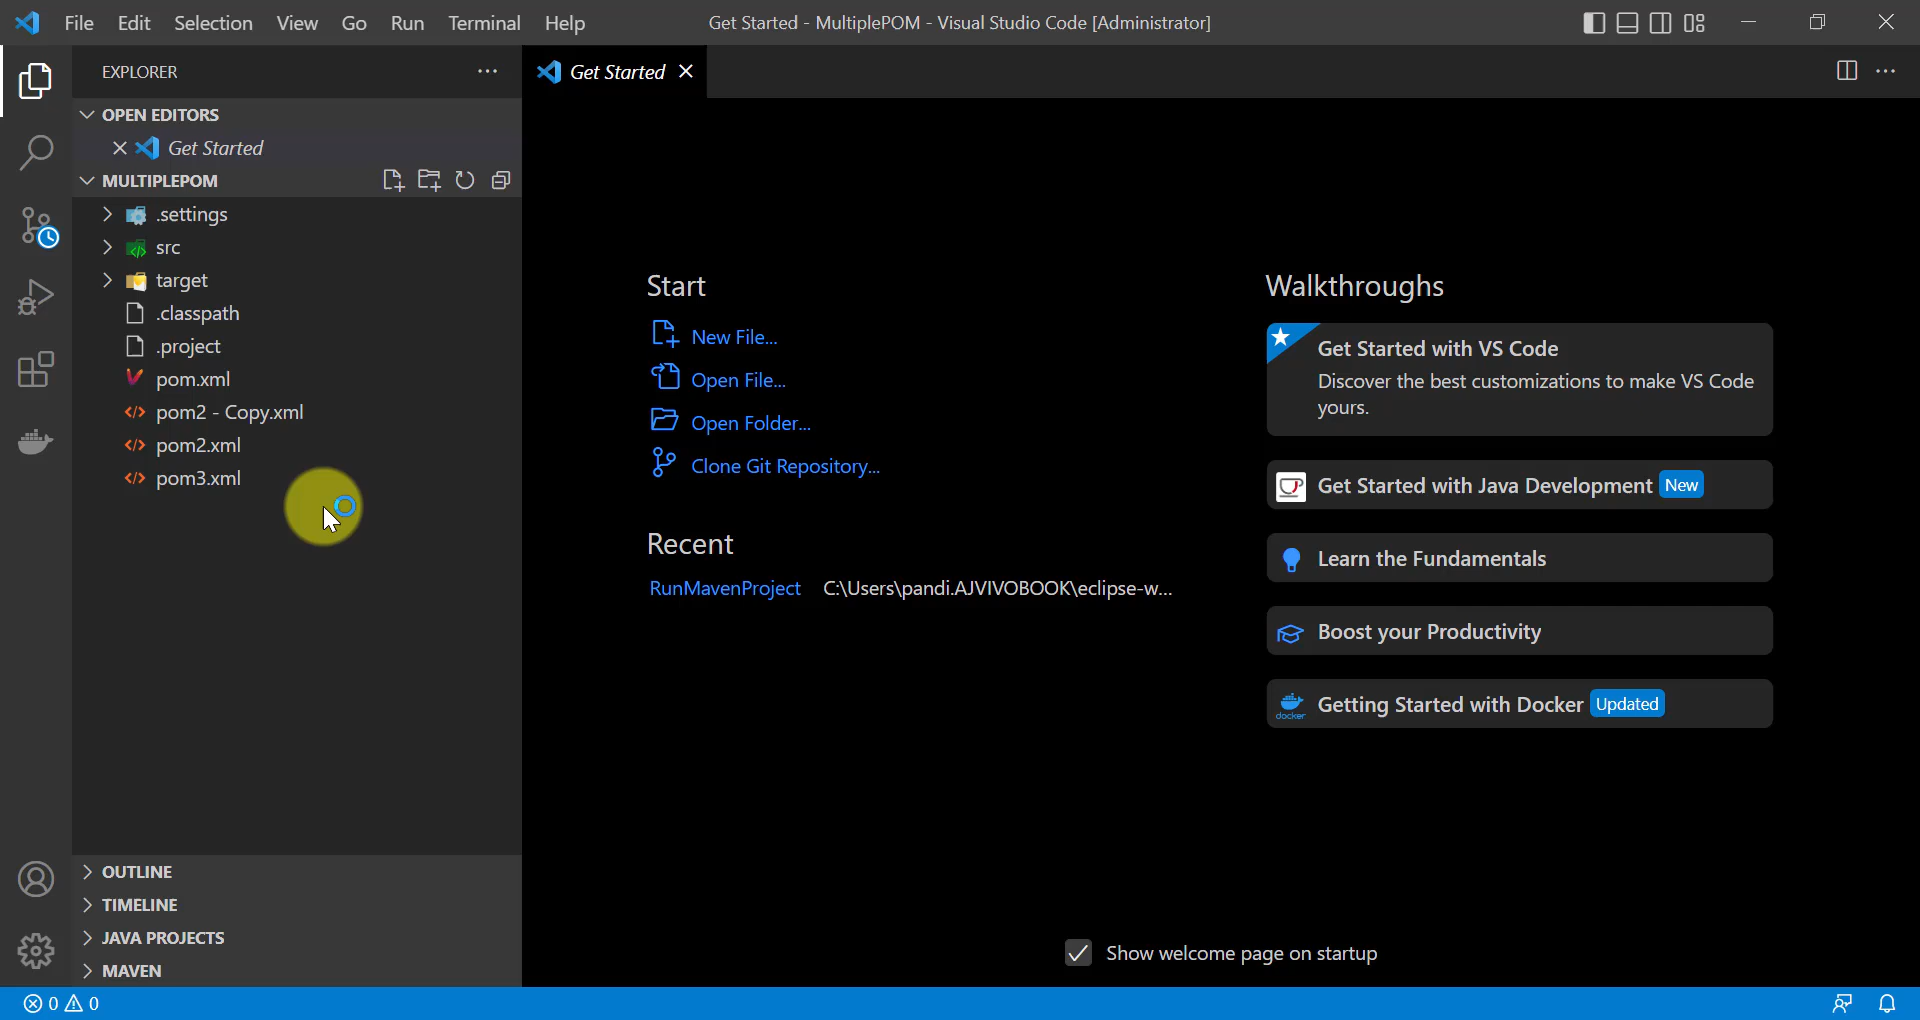 File Edit Selection View Go Run Terminal Help
Get Started - MultiplePOM - Visual Studio Code [Administrator]
EXPLORER
Get Started
OPEN EDITORS
Get Started
MULTIPLEPOM
.settings
src
target
.classpath
.project
pom.xml
pom2 - Copy.xml
pom2.xml
pom3.xml
OUTLINE
TIMELINE
JAVA PROJECTS
MAVEN
Start
New File...
Open File...
Open Folder...
Clone Git Repository...
Recent
RunMavenProject C:\Users\pandi.AJVIVOBOOK\eclipse-w...
Walkthroughs
Get Started with VS Code
Discover the best customizations to make VS Code
yours.
Get Started with Java Development New
Learn the Fundamentals
Boost your Productivity
docker
Getting Started with Docker Updated
Show welcome page on startup
0 0